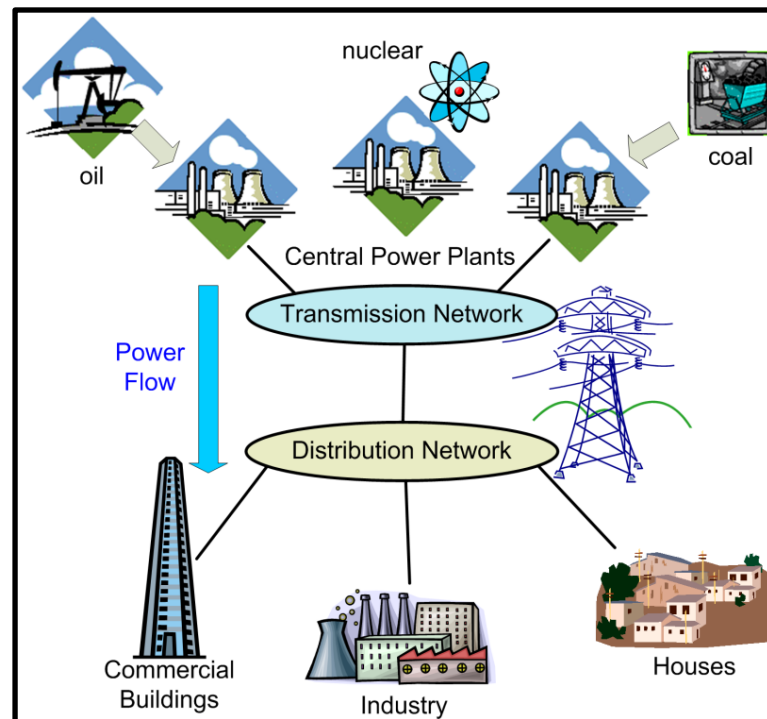 nuclear
oil
coal
Central Power Plants
Transmission Network
Power
Flow
Distribution Network
Commercial
Buildings
Industry
Houses